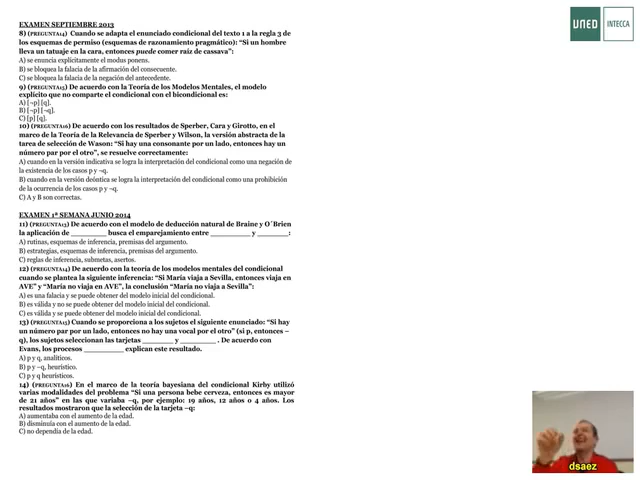 EXAMEN SEPTIEMBRE 2013
8) (PREGUNTA14) Cuando se adapta el enunciado condicional del texto 1 a la regla 3 de
los esquemas de permiso (esquemas de razonamiento pragmático): “Si un hombre
lleva un tatuaje en la cara, entonces puede comer raíz de cassava”:
A) se enuncia explícitamente el modus ponens.
B) se bloquea la falacia de la afirmación del consecuente.
C) se bloquea la falacia de la negación del antecedente.
9) (PREGUNTA15) De acuerdo con la Teoría de los Modelos Mentales, el modelo
explícito que no comparte el condicional con el bicondicional es:
A) [¬p] [q].
B) [¬p] [¬q].
C) [p] [q].
10) (PREGUNTA16) De acuerdo con los resultados de Sperber, Cara y Girotto, en el
marco de la Teoría de la Relevancia de Sperber y Wilson, la versión abstracta de la
tarea de selección de Wason: “Si hay una consonante por un lado, entonces hay un
número par por el otro”, se resuelve correctamente:
A) cuando en la versión indicativa se logra la interpretación del condicional como una negación de
la existencia de los casos p y ¬q.
B) cuando en la versión deóntica se logra la interpretación del condicional como una prohibición
de la ocurrencia de los casos p y ¬q.
C) A y B son correctas.
EXAMEN 1ª SEMANA JUNIO 2014
11) (PREGUNTA13) De acuerdo con el modelo de deducción natural de Braine y O´Brien
la aplicación de ________ busca el emparejamiento entre _________ y _______:
A) rutinas, esquemas de inferencia, premisas del argumento.
B) estrategias, esquemas de inferencia, premisas del argumento.
C) reglas de inferencia, submetas, asertos.
12) (PREGUNTA14) De acuerdo con la teoría de los modelos mentales del condicional
cuando se plantea la siguiente inferencia: “Si María viaja a Sevilla, entonces viaja en
AVE” y “María no viaja en AVE”, la conclusión “María no viaja a Sevilla”:
A) es una falacia y se puede obtener del modelo inicial del condicional.
B) es válida y no se puede obtener del modelo inicial del condicional.
C) es válida y se puede obtener del modelo inicial del condicional.
13) (PREGUNTA15) Cuando se proporciona a los sujetos el siguiente enunciado: “Si hay
un número par por un lado, entonces no hay una vocal por el otro” (si p, entonces –
q), los sujetos seleccionan las tarjetas _______ y _______ . De acuerdo con
Evans, los procesos _________ explican este resultado.
A) p y q, analíticos.
B) p y –q, heurístico.
C) p y q heurísticos.
14) (PREGUNTA16) En el marco de la teoría bayesiana del condicional Kirby utilizó
varias modalidades del problema “Si una persona bebe cerveza, entonces es mayor
de 21 años” en las que variaba –q, por ejemplo: 19 años, 12 años o 4 años. Los
resultados mostraron que la selección de la tarjeta –q:
A) aumentaba con el aumento de la edad.
B) disminuía con el aumento de la edad.
C) no dependía de la edad.
UNED
INTECCA
dsaez